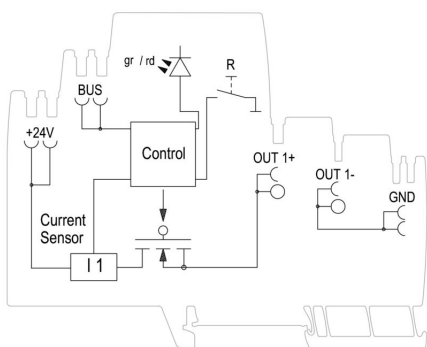 gr / rd
R
BUS
+24V
Control
OUT 1+
OUT 1-
GND
Current
Sensor
I 1